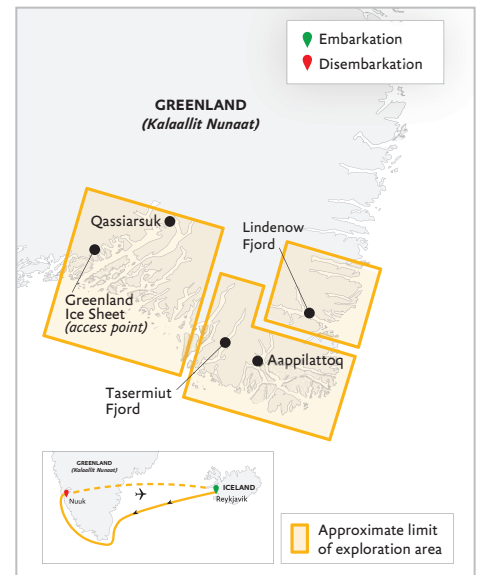 Embarkation
Disembarkation
GREENLAND
(Kalaallit Nunaat)
Qassiarsuk
Lindenow
Fjord
Greenland
Ice Sheet
(access point)
Aappilattoq
Tasermiut
Fjord
GREENLAND
(Kalaallit Nunaat)
ICELAND
Reykjavik
Nuuk
Approximate limit
of exploration area